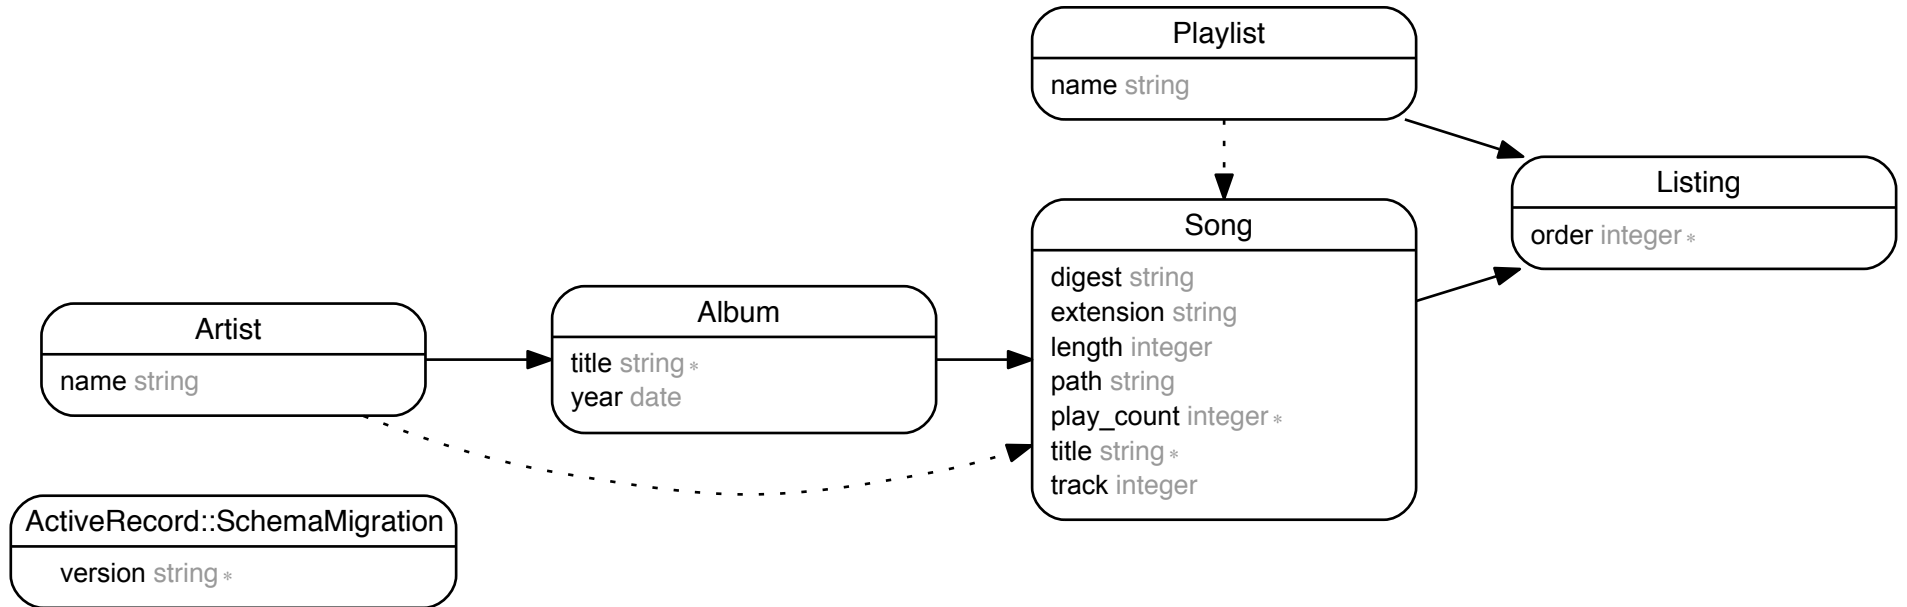 Playlist
name string
Listing
order integer *
Song
digest string
extension string
length integer
path string
play_count integer *
title string *
track integer
Album
title string *
year date
Artist
name string
ActiveRecord::SchemaMigration
version string *